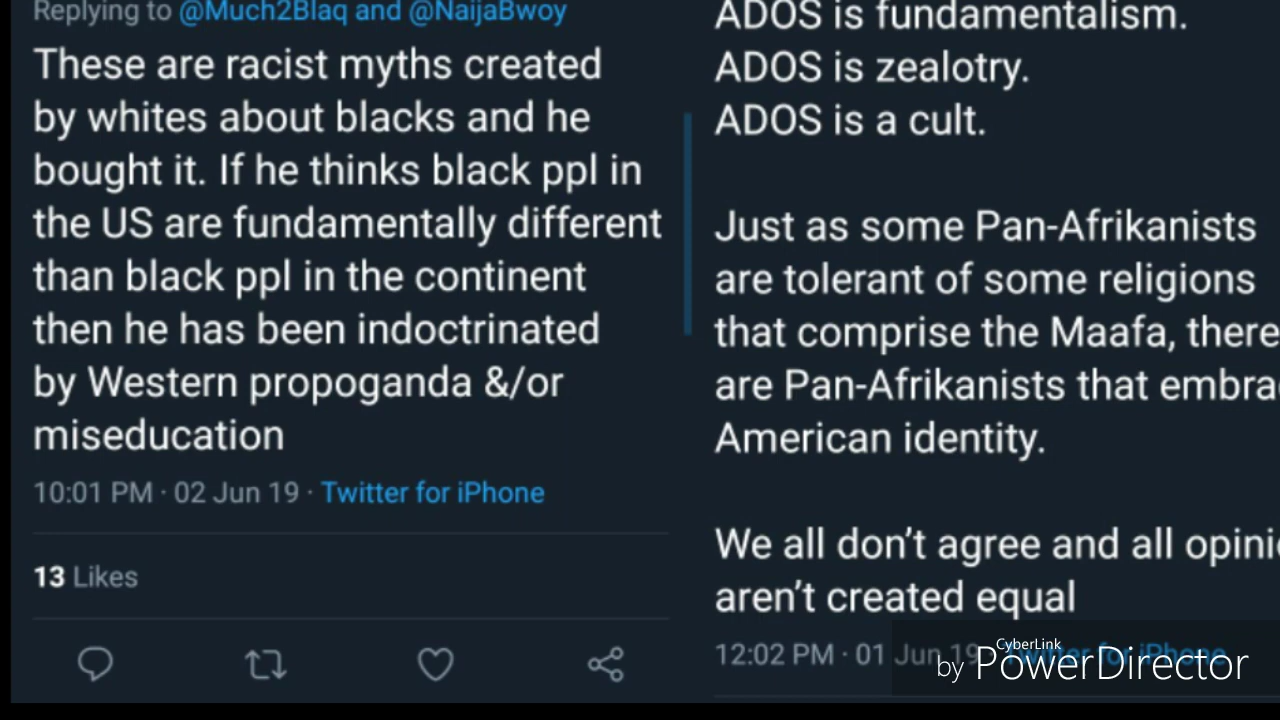 Replying to @Much2Blaq and @NaijaBwoy
These are racist myths created
by whites about blacks and he
bought it. If he thinks black ppl in
the US are fundamentally different
than black ppl in the continent
then he has been indoctrinated
by Western propoganda &/or
miseducation
10:01 PM · 02 Jun 19 · Twitter for iPhone
13 Likes
ADOS is fundamentalism.
ADOS is zealotry.
ADOS is a cult.
Just as some Pan-Afrikanists
are tolerant of some religions
that comprise the Maafa, there
are Pan-Afrikanists that embra
American identity.
We all don't agree and all opini
aren't created equal
12:02 PM · 01 Jun 19 · Twitter for iPhone
CyberLink
by PowerDirector